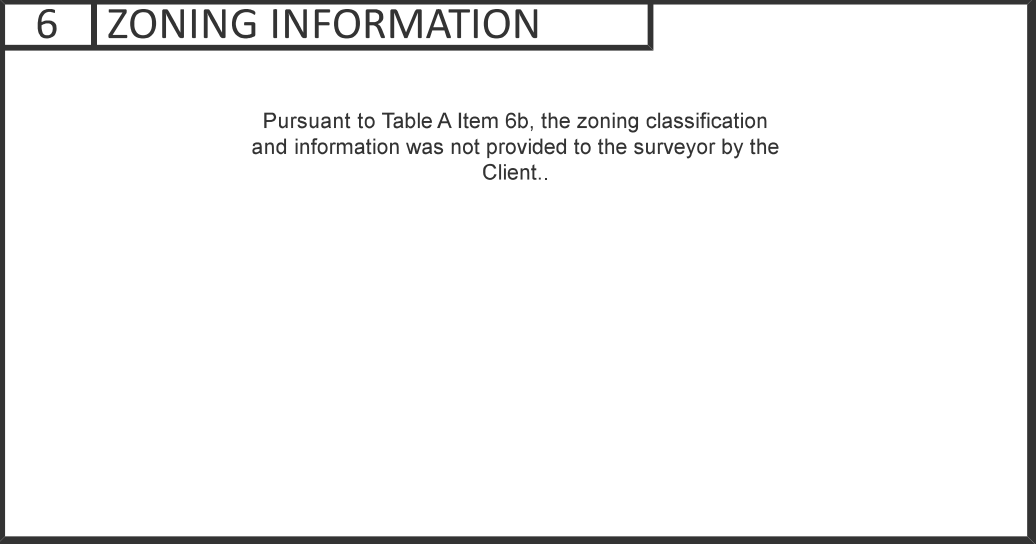 6 ZONING INFORMATION
Pursuant to Table A Item 6b, the zoning classification
and information was not provided to the surveyor by the
Client..